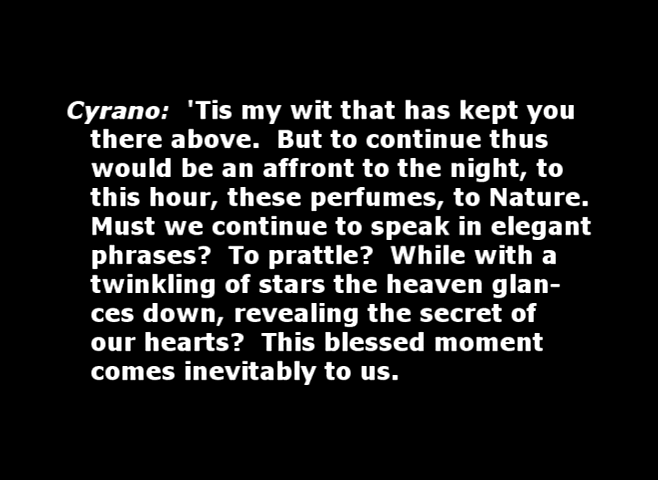 Cyrano:  'Tis my wit that has kept you
there above.  But to continue thus
would be an affront to the night, to
this hour, these perfumes, to Nature.
Must we continue to speak in elegant
phrases?  To prattle?  While with a
twinkling of stars the heaven glan-
ces down, revealing the secret of
our hearts?  This blessed moment
comes inevitably to us.